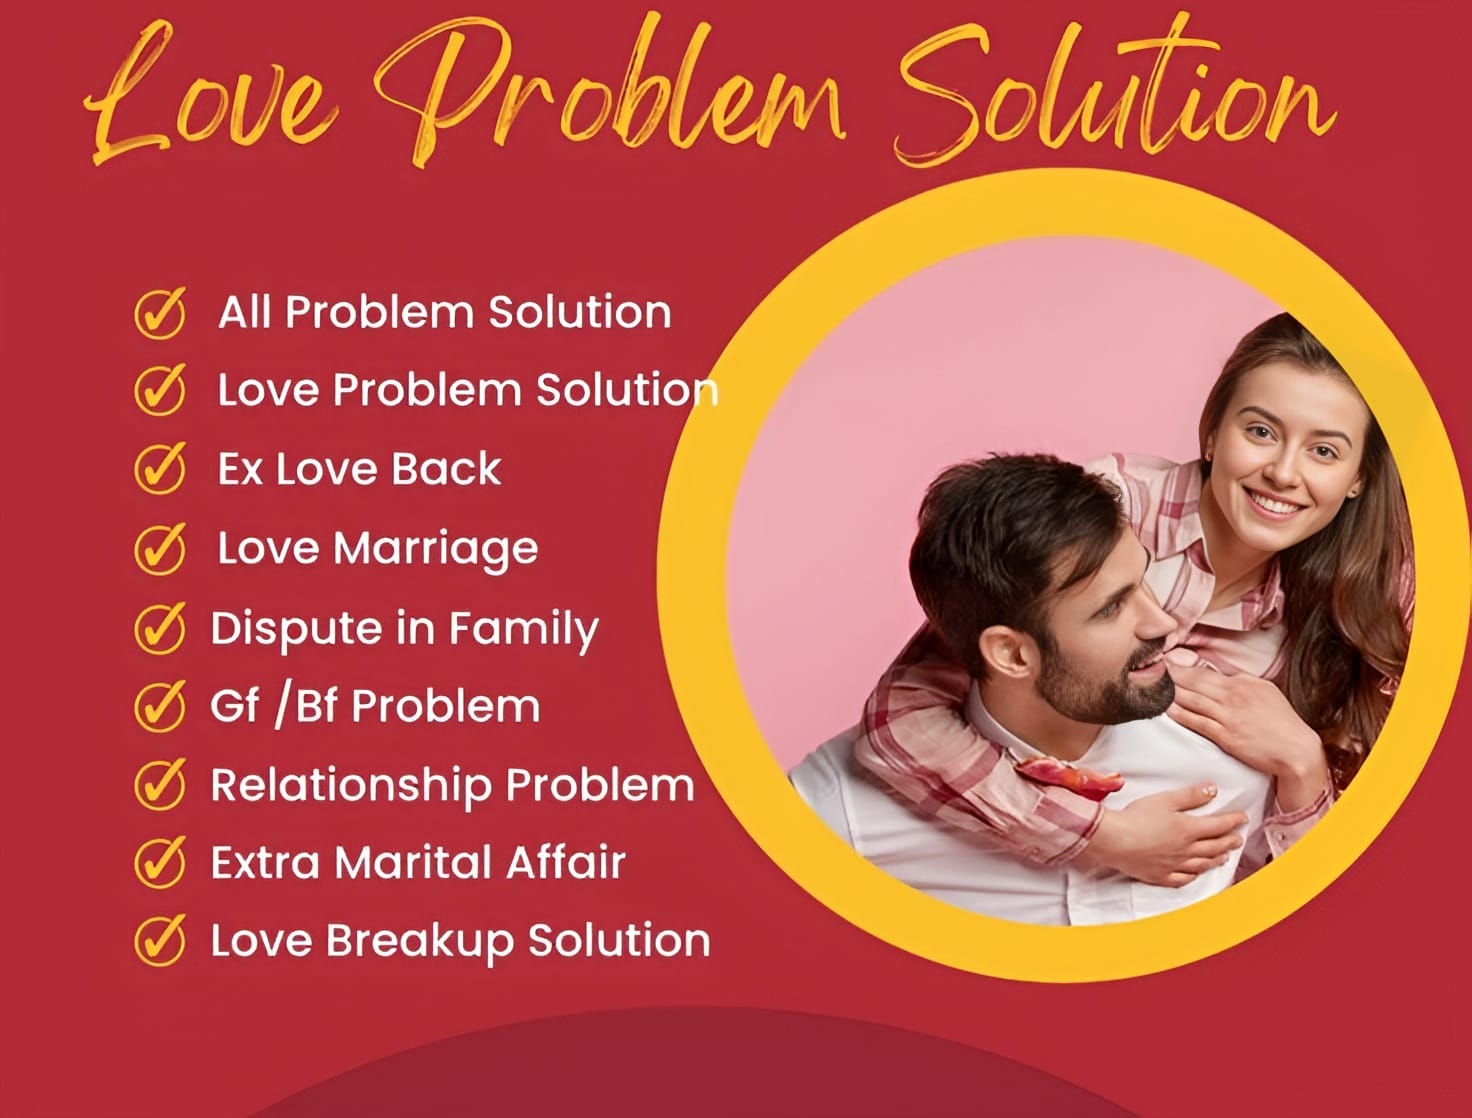 Love Problem Solution
All Problem Solution
Love Problem Solution
Ex Love Back
Love Marriage
Dispute in Family
Gf /Bf Problem
Relationship Problem
Extra Marital Affair
Love Breakup Solution